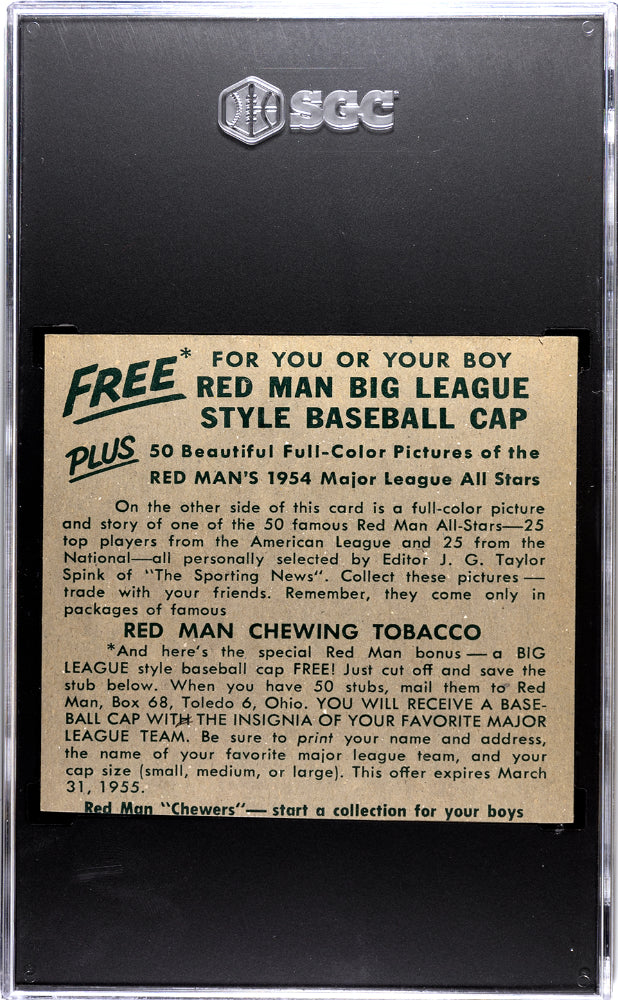 SGC
FREE* FOR YOU OR YOUR BOY
RED MAN BIG LEAGUE
STYLE BASEBALL CAP
PLUS 50 Beautiful Full-Color Pictures of the
RED MAN'S 1954 Major League All Stars
On the other side of this card is a full-color picture
and story of one of the 50 famous Red Man All-Stars—25
top players from the American League and 25 from the
National—all personally selected by Editor J. G. Taylor
Spink of "The Sporting News". Collect these pictures—
trade with your friends. Remember, they come only in
packages of famous
RED MAN CHEWING TOBACCO
*And here's the special Red Man bonus—a BIG
LEAGUE style baseball cap FREE! Just cut off and save the
stub below. When you have 50 stubs, mail them to Red
Man, Box 68, Toledo 6, Ohio. YOU WILL RECEIVE A BASE-
BALL CAP WITH THE INSIGNIA OF YOUR FAVORITE MAJOR
LEAGUE TEAM. Be sure to print your name and address,
the name of your favorite major league team, and your
cap size (small, medium, or large). This offer expires March
31, 1955.
Red Man "Chewers"—start a collection for your boys